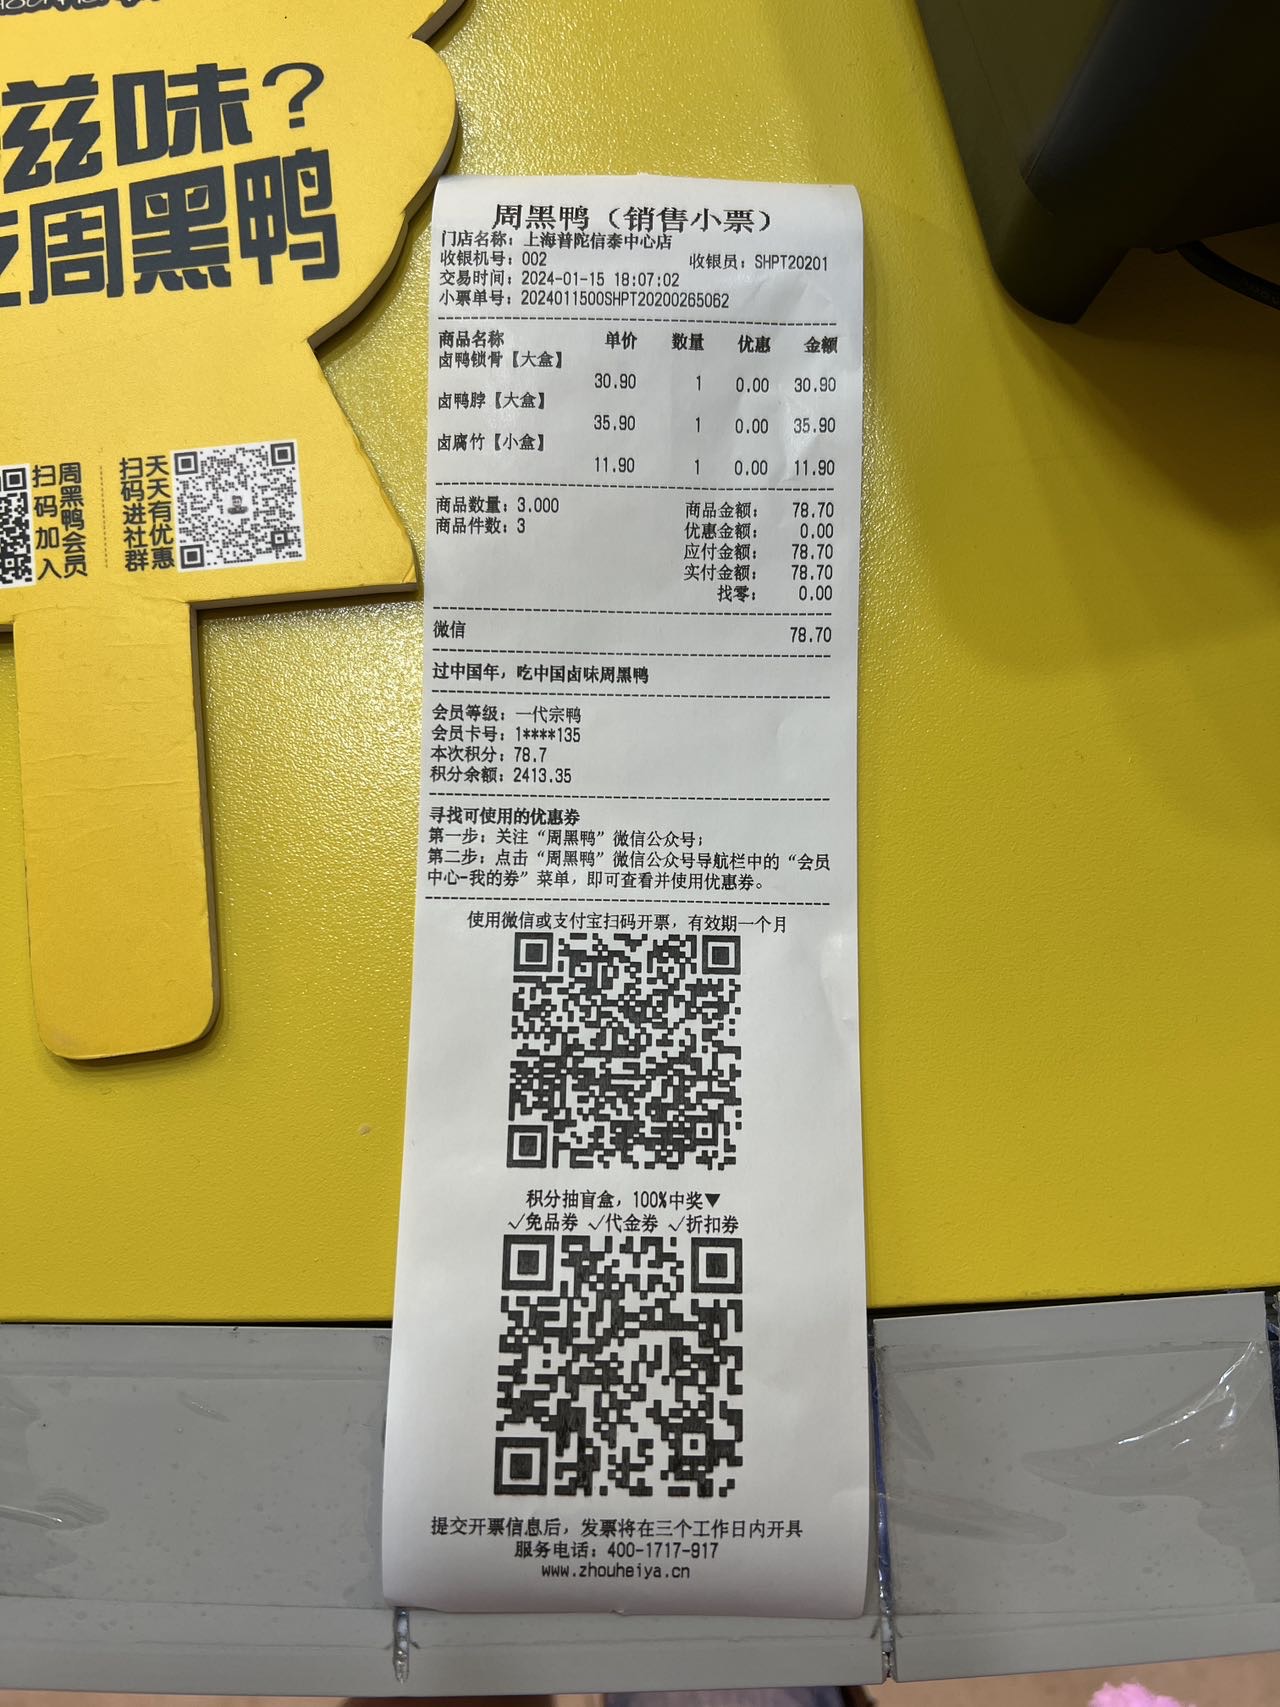 滋味?
周黑鸭
周黑鸭会员
扫码加入
天天有优惠
扫码进社群
周黑鸭（销售小票）
门店名称：上海普陀信泰中心店
收银机号：002 收银员：SHPT20201
交易时间：2024-01-15 18:07:02
小票单号：2024011500SHPT20200265062
商品名称 单价 数量 优惠 金额
卤鸭锁骨【大盒】
30.90 1 0.00 30.90
卤鸭脖【大盒】
35.90 1 0.00 35.90
卤腐竹【小盒】
11.90 1 0.00 11.90
商品数量：3.000 商品金额： 78.70
商品件数：3 优惠金额： 0.00
应付金额： 78.70
实付金额： 78.70
找零： 0.00
微信 78.70
过中国年，吃中国卤味周黑鸭
会员等级：一代宗鸭
会员卡号：1****135
本次积分：78.7
积分余额：2413.35
寻找可使用的优惠券
第一步：关注“周黑鸭”微信公众号；
第二步：点击“周黑鸭”微信公众号导航栏中的“会员
中心-我的券”菜单，即可查看并使用优惠券。
使用微信或支付宝扫码开票，有效期一个月
积分抽盲盒，100%中奖▼
✓免品券 ✓代金券 ✓折扣券
提交开票信息后，发票将在三个工作日内开具
服务电话：400-1717-917
www.zhouheiya.cn